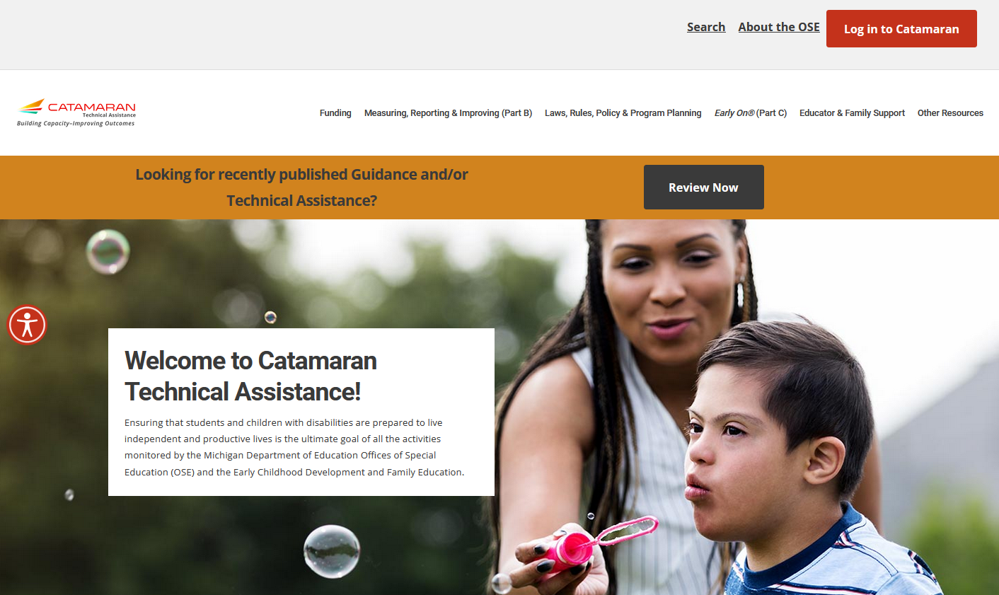 Search About the OSE Log in to Catamaran
CATAMARAN
Technical Assistance
Building Capacity–Improving Outcomes
Funding Measuring, Reporting & Improving (Part B) Laws, Rules, Policy & Program Planning Early On® (Part C) Educator & Family Support Other Resources
Looking for recently published Guidance and/or
Technical Assistance?
Review Now
Welcome to Catamaran
Technical Assistance!
Ensuring that students and children with disabilities are prepared to live
independent and productive lives is the ultimate goal of all the activities
monitored by the Michigan Department of Education Offices of Special
Education (OSE) and the Early Childhood Development and Family Education.